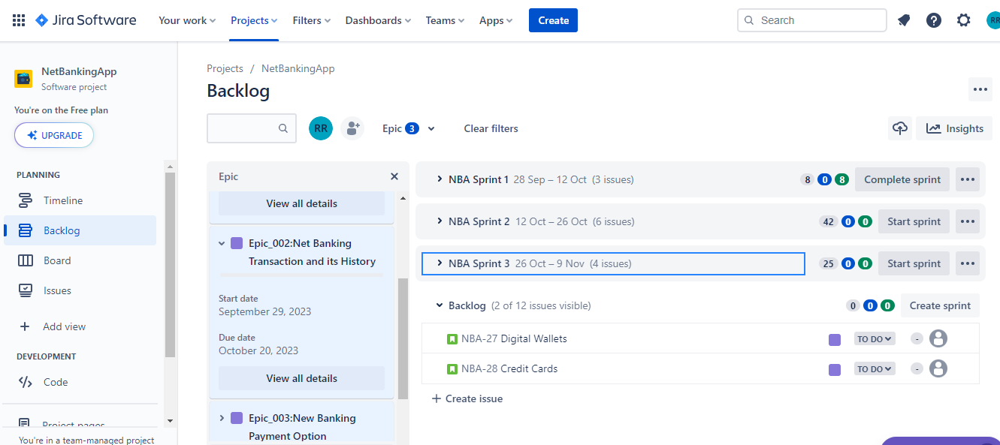 Jira Software Your work Projects Filters Dashboards Teams Apps Create Search RR
NetBankingApp
Software project
You're on the Free plan
UPGRADE
PLANNING
Timeline
Backlog
Board
Issues
Add view
DEVELOPMENT
Code
Project pages
You're in a team-managed project
Projects / NetBankingApp
Backlog
RR Epic 3 Clear filters Insights
Epic
View all details
Epic_002:Net Banking
Transaction and its History
Start date
September 29, 2023
Due date
October 20, 2023
View all details
Epic_003:New Banking
Payment Option
NBA Sprint 1 28 Sep – 12 Oct (3 issues) 8 0 8 Complete sprint
NBA Sprint 2 12 Oct – 26 Oct (6 issues) 42 0 0 Start sprint
NBA Sprint 3 26 Oct – 9 Nov (4 issues) 25 0 0 Start sprint
Backlog (2 of 12 issues visible) 0 0 0 Create sprint
NBA-27 Digital Wallets TO DO -
NBA-28 Credit Cards TO DO -
+ Create issue